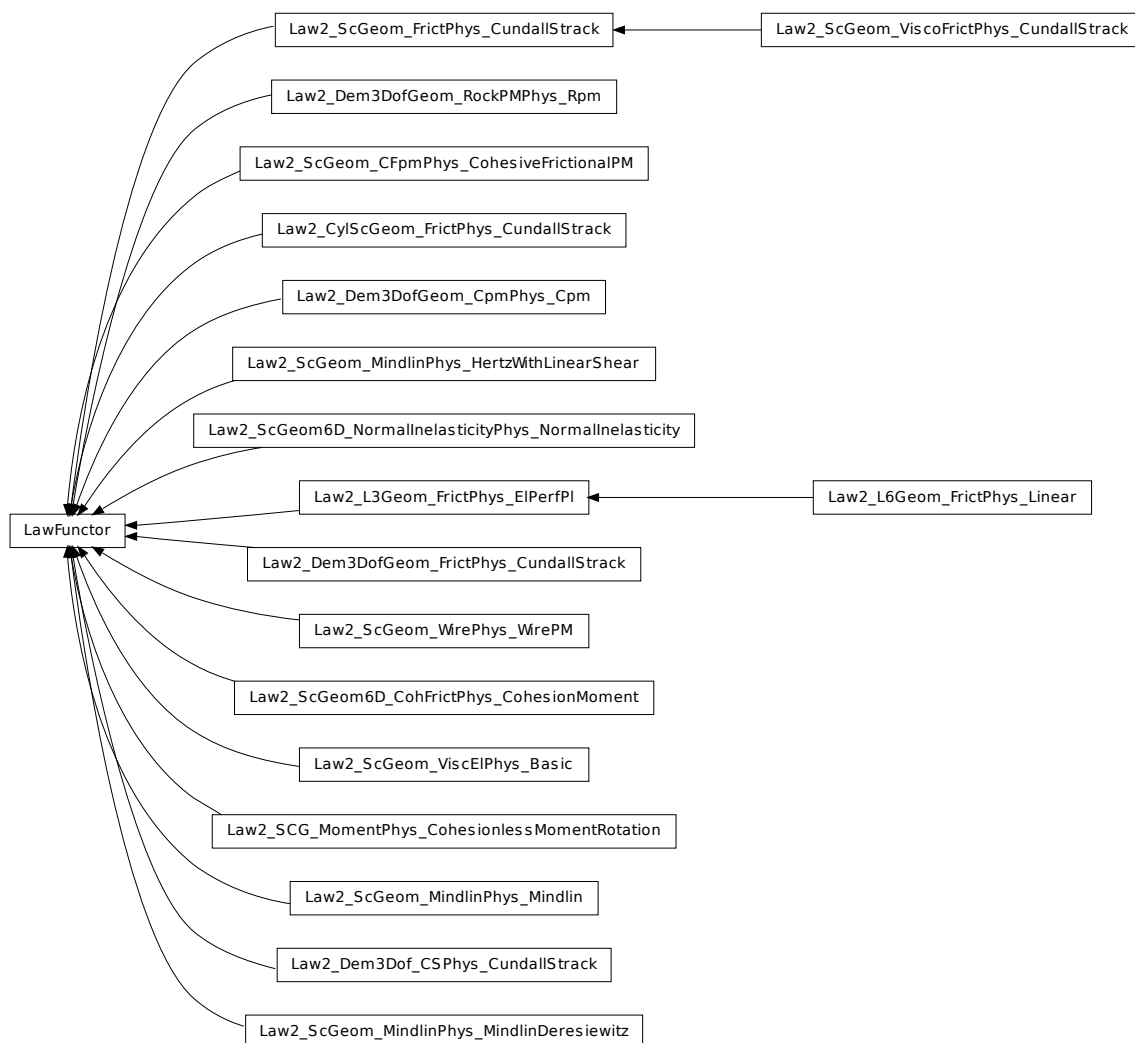 Law2_ScGeom_FrictPhys_CundallStrack
Law2_ScGeom_ViscoFrictPhys_CundallStrack
Law2_Dem3DofGeom_RockPMPhys_Rpm
Law2_ScGeom_CFpmPhys_CohesiveFrictionalPM
Law2_CylScGeom_FrictPhys_CundallStrack
Law2_Dem3DofGeom_CpmPhys_Cpm
Law2_ScGeom_MindlinPhys_HertzWithLinearShear
Law2_ScGeom6D_NormalInelasticityPhys_NormalInelasticity
Law2_L3Geom_FrictPhys_ElPerfPl
Law2_L6Geom_FrictPhys_Linear
LawFunctor
Law2_Dem3DofGeom_FrictPhys_CundallStrack
Law2_ScGeom_WirePhys_WirePM
Law2_ScGeom6D_CohFrictPhys_CohesionMoment
Law2_ScGeom_ViscElPhys_Basic
Law2_SCG_MomentPhys_CohesionlessMomentRotation
Law2_ScGeom_MindlinPhys_Mindlin
Law2_Dem3Dof_CSPhys_CundallStrack
Law2_ScGeom_MindlinPhys_MindlinDeresiewitz